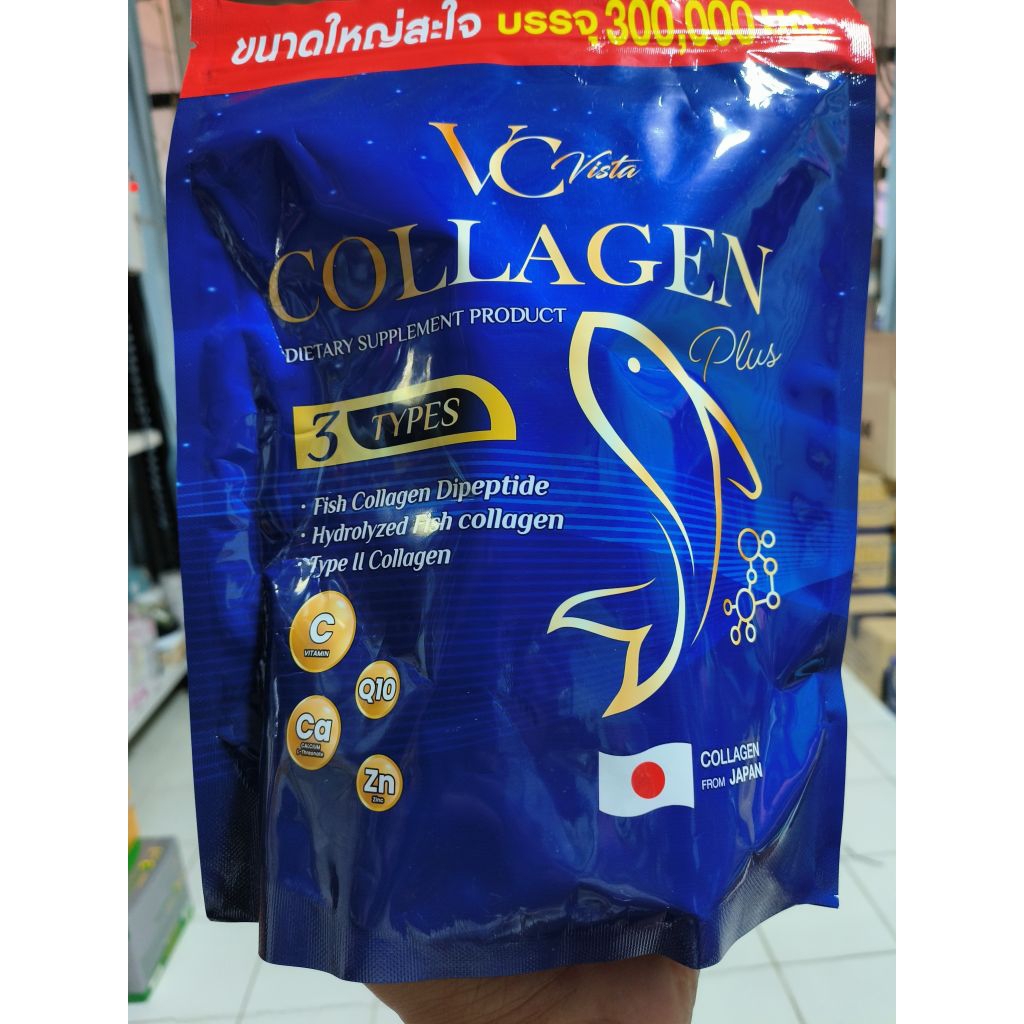 ขนาดใหญ่สะใจ บรรจุ 300,000 มก.
VC Vista
COLLAGEN
Plus
DIETARY SUPPLEMENT PRODUCT
3 TYPES
• Fish Collagen Dipeptide
• Hydrolyzed Fish collagen
• Type II Collagen
C
VITAMIN
Q10
Ca
CALCIUM
L-Threonate
Zn
Zinc
COLLAGEN
FROM JAPAN